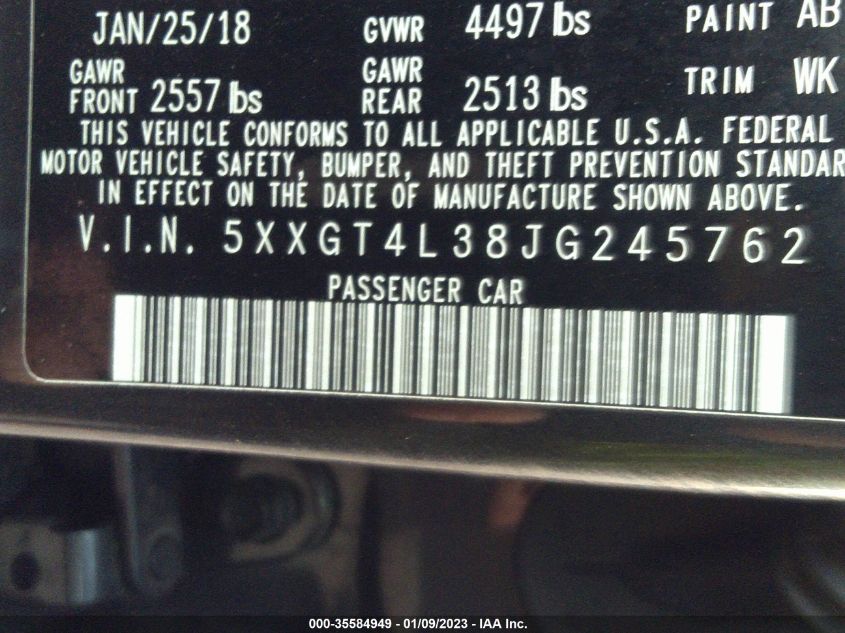 JAN/25/18 GVWR 4497 lbs PAINT AB
GAWR FRONT 2557 lbs GAWR REAR 2513 lbs TRIM WK
THIS VEHICLE CONFORMS TO ALL APPLICABLE U.S.A. FEDERAL
MOTOR VEHICLE SAFETY, BUMPER, AND THEFT PREVENTION STANDAR
IN EFFECT ON THE DATE OF MANUFACTURE SHOWN ABOVE.
V.I.N. 5XXGT4L38JG245762
PASSENGER CAR
000-35584949 | 01/09/2023 - IAA Inc.